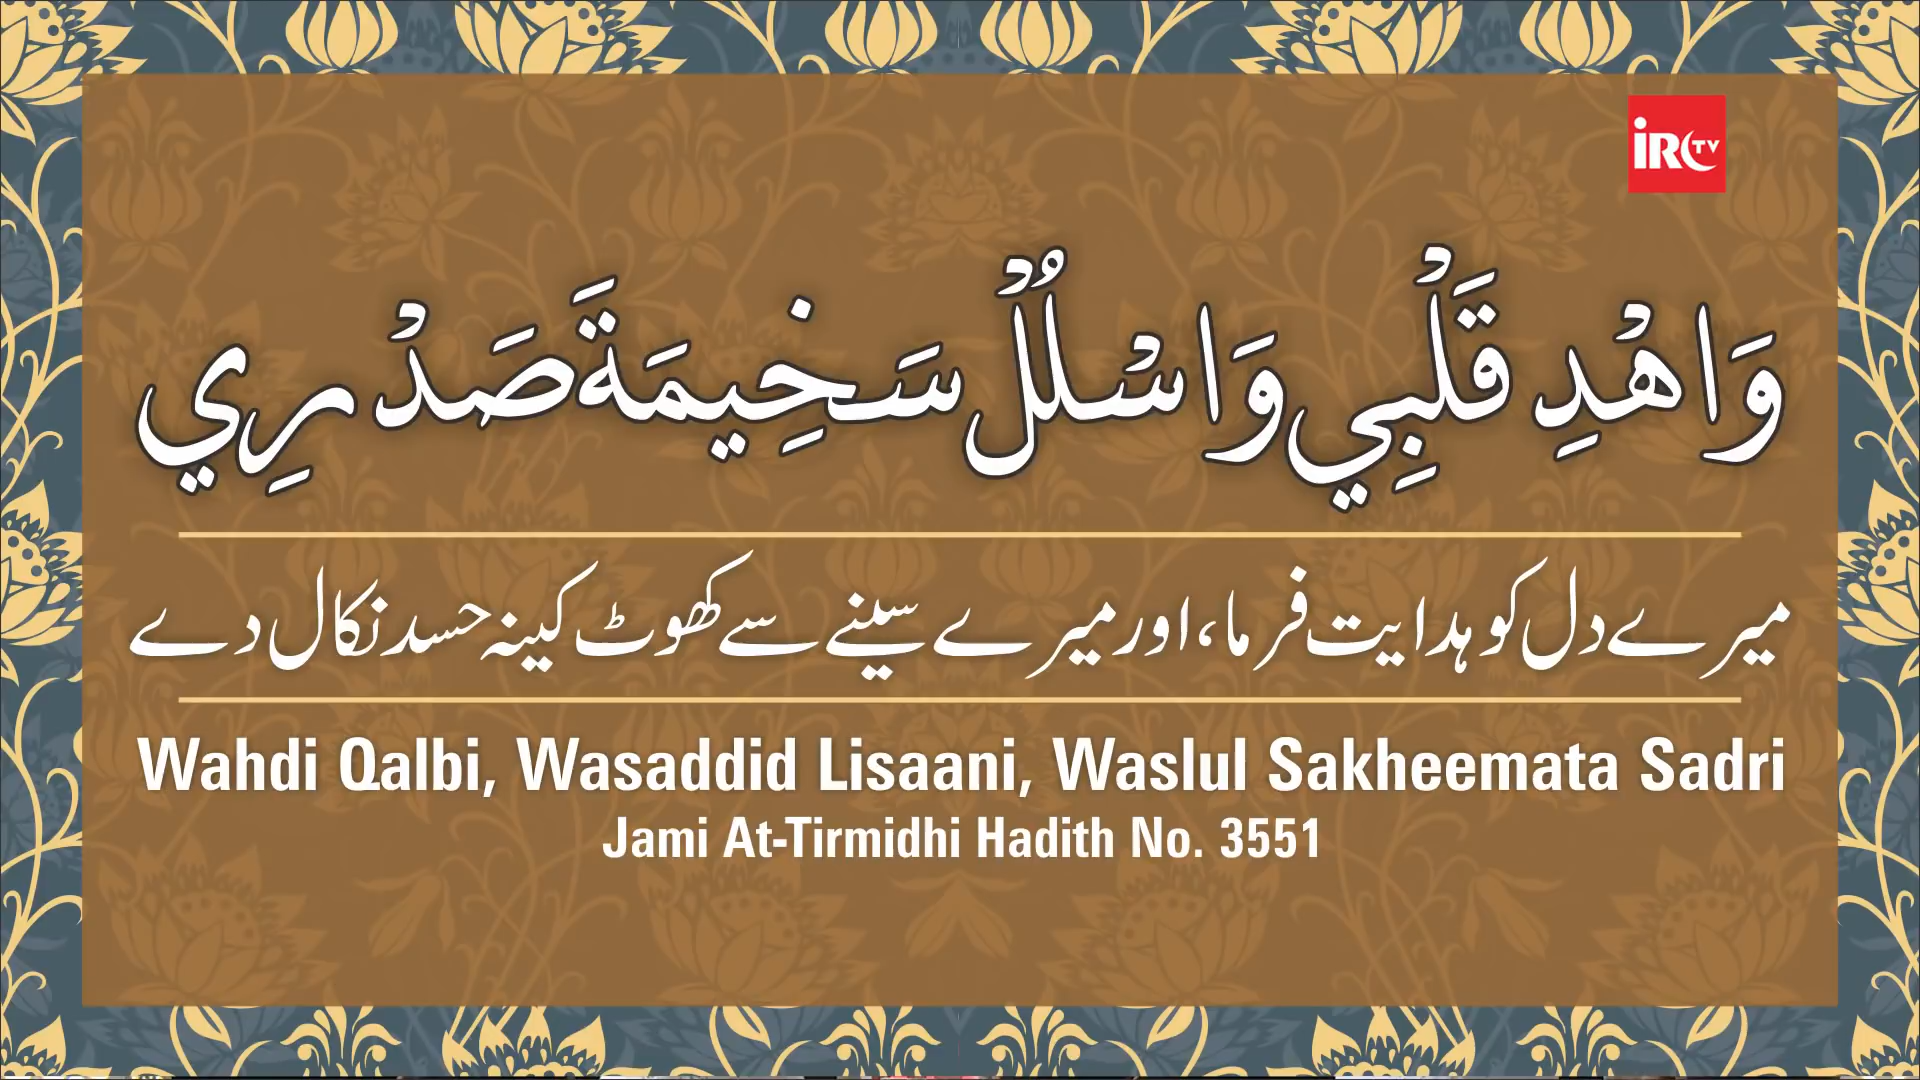 iRC TV
وَاهْدِ قَلْبِي وَاسْلُلْ سَخِيمَةَ صَدْرِي
میرے دل کو ہدایت فرما، اور میرے سینے سے کھوٹ کینہ حسد نکال دے
Wahdi Qalbi, Wasaddid Lisaani, Waslul Sakheemata Sadri
Jami At-Tirmidhi Hadith No. 3551